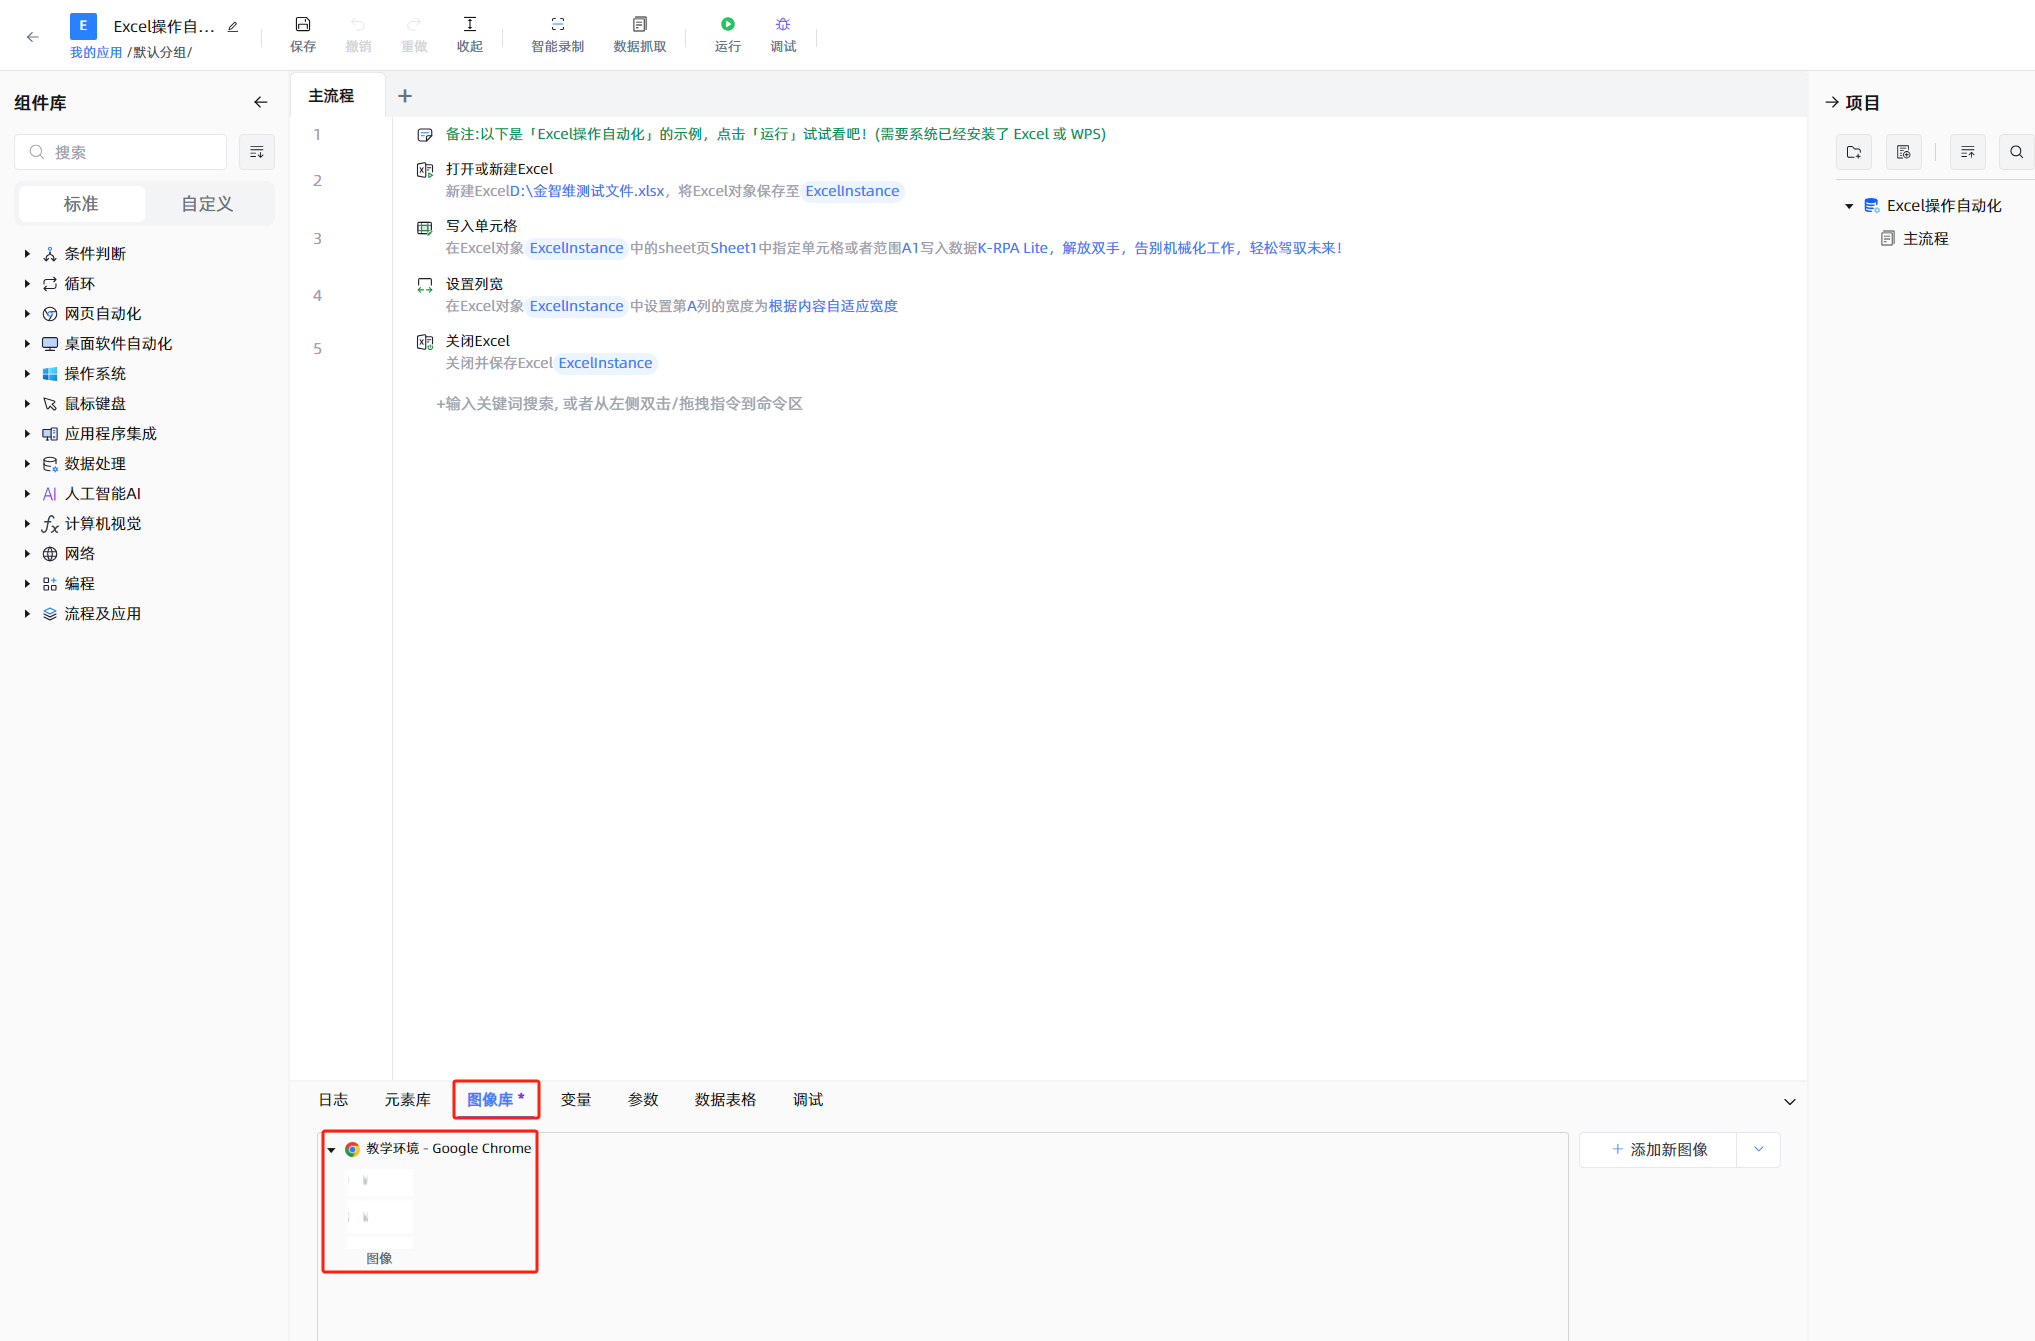 E Excel操作自...
我的应用 /默认分组/
保存
撤销
重做
收起
智能录制
数据抓取
运行
调试
组件库
搜索
标准
自定义
条件判断
循环
网页自动化
桌面软件自动化
操作系统
鼠标键盘
应用程序集成
数据处理
AI 人工智能AI
fx 计算机视觉
网络
编程
流程及应用
主流程
1 备注:以下是「Excel操作自动化」的示例，点击「运行」试试看吧！(需要系统已经安装了 Excel 或 WPS)
2 打开或新建Excel
新建ExcelD:\金智维测试文件.xlsx，将Excel对象保存至 ExcelInstance
3 写入单元格
在Excel对象 ExcelInstance 中的sheet页Sheet1中指定单元格或者范围A1写入数据K-RPA Lite，解放双手，告别机械化工作，轻松驾驭未来！
4 设置列宽
在Excel对象 ExcelInstance 中设置第A列的宽度为根据内容自适应宽度
5 关闭Excel
关闭并保存Excel ExcelInstance
+输入关键词搜索, 或者从左侧双击/拖拽指令到命令区
项目
Excel操作自动化
主流程
日志
元素库
图像库 *
变量
参数
数据表格
调试
教学环境 - Google Chrome
图像
+ 添加新图像